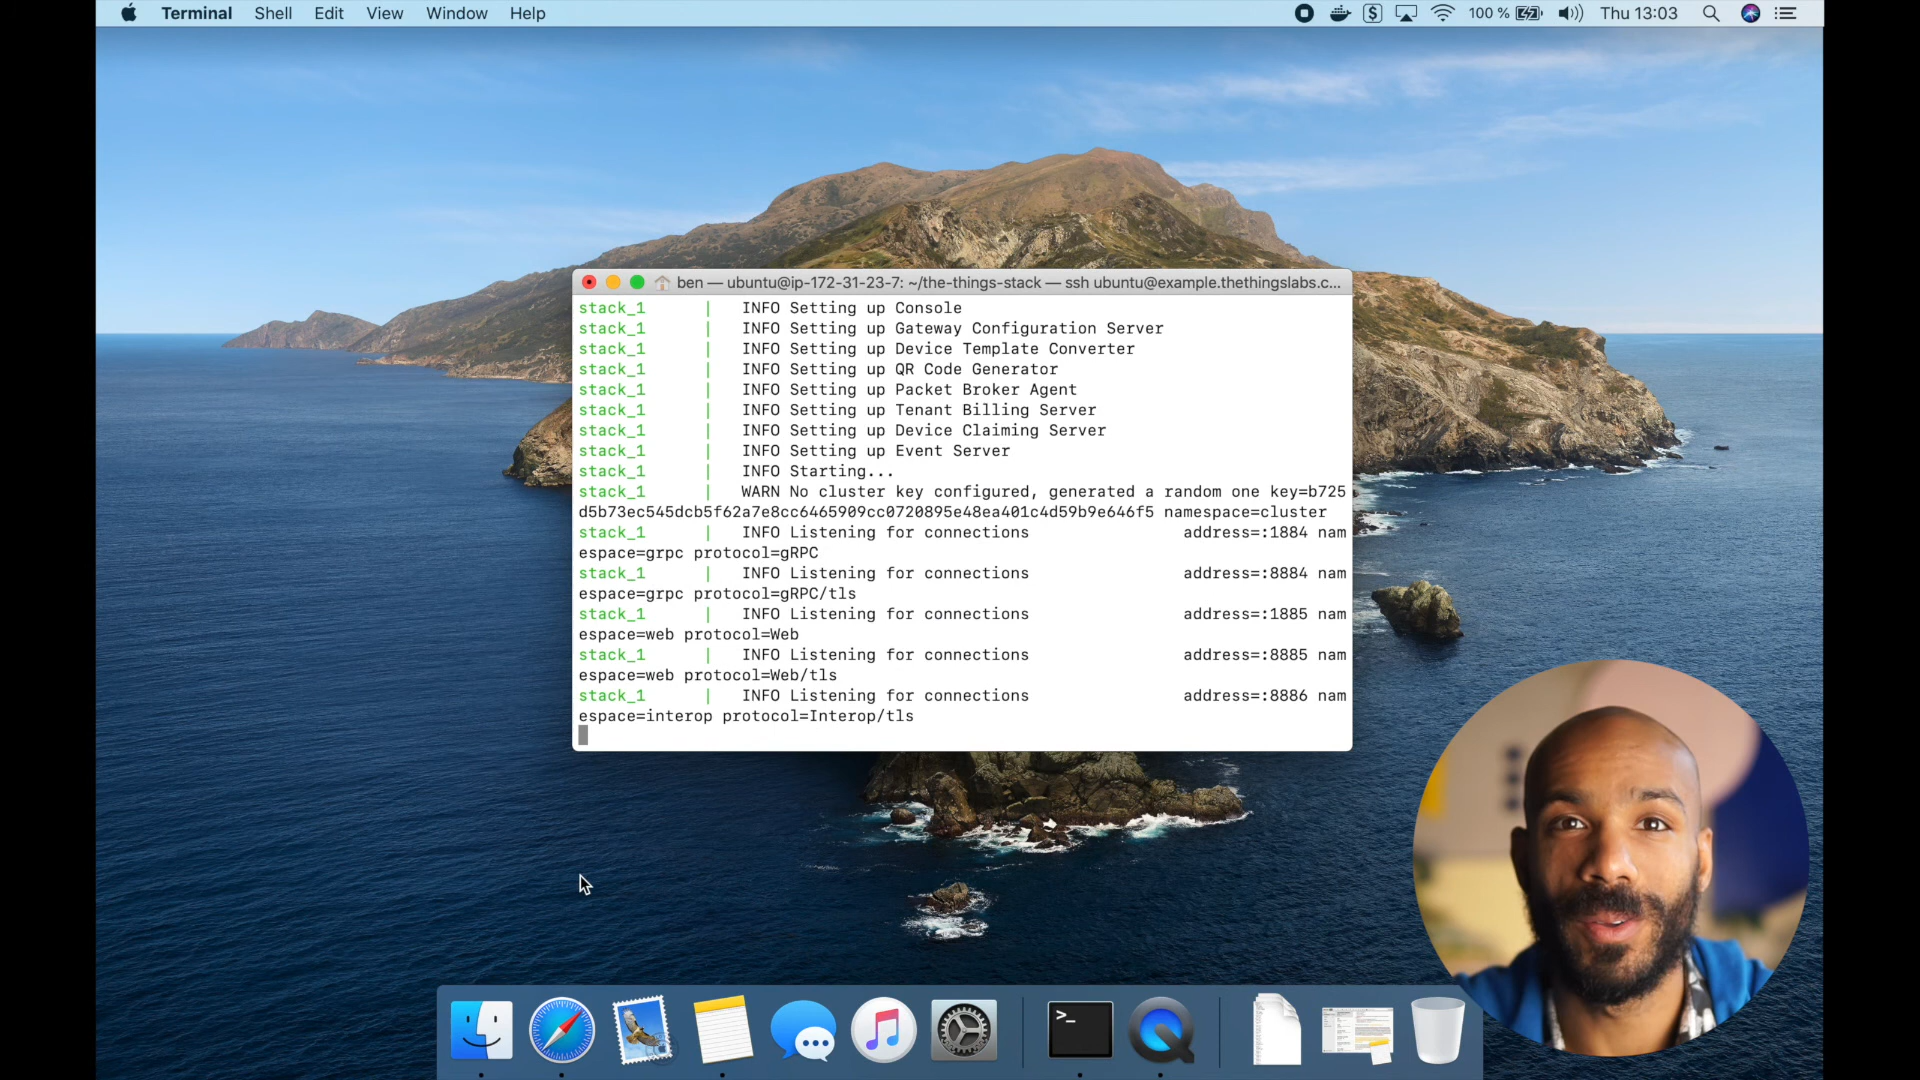 Terminal Shell Edit View Window Help 100 % Thu 13:03
ben — ubuntu@ip-172-31-23-7: ~/the-things-stack — ssh ubuntu@example.thethingslabs.c...
stack_1 | INFO Setting up Console
stack_1 | INFO Setting up Gateway Configuration Server
stack_1 | INFO Setting up Device Template Converter
stack_1 | INFO Setting up QR Code Generator
stack_1 | INFO Setting up Packet Broker Agent
stack_1 | INFO Setting up Tenant Billing Server
stack_1 | INFO Setting up Device Claiming Server
stack_1 | INFO Setting up Event Server
stack_1 | INFO Starting...
stack_1 | WARN No cluster key configured, generated a random one key=b725
d5b73ec545dcb5f62a7e8cc6465909cc0720895e48ea401c4d59b9e646f5 namespace=cluster
stack_1 | INFO Listening for connections address=:1884 nam
espace=grpc protocol=gRPC
stack_1 | INFO Listening for connections address=:8884 nam
espace=grpc protocol=gRPC/tls
stack_1 | INFO Listening for connections address=:1885 nam
espace=web protocol=Web
stack_1 | INFO Listening for connections address=:8885 nam
espace=web protocol=Web/tls
stack_1 | INFO Listening for connections address=:8886 nam
espace=interop protocol=Interop/tls